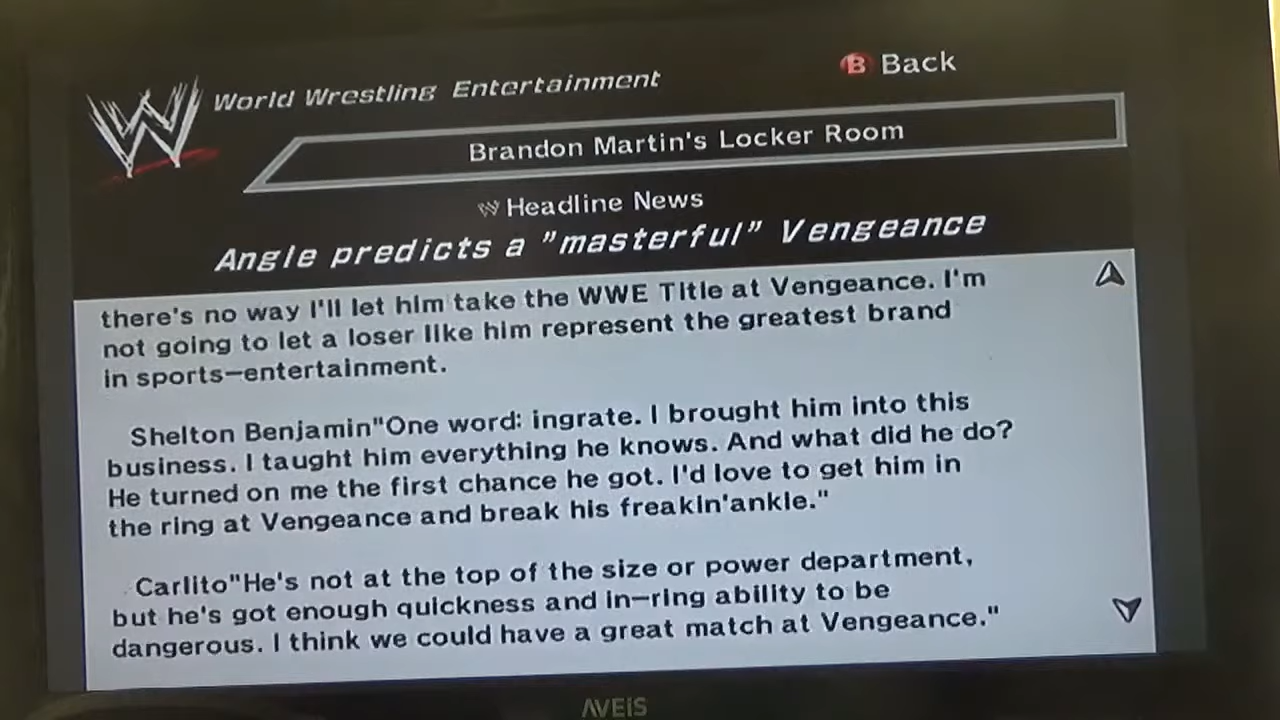 B Back
World Wrestling Entertainment
Brandon Martin's Locker Room
W Headline News
Angle predicts a "masterful" Vengeance
there's no way I'll let him take the WWE Title at Vengeance. I'm
not going to let a loser like him represent the greatest brand
in sports-entertainment.
Shelton Benjamin"One word: ingrate. I brought him into this
business. I taught him everything he knows. And what did he do?
He turned on me the first chance he got. I'd love to get him in
the ring at Vengeance and break his freakin'ankle."
Carlito"He's not at the top of the size or power department,
but he's got enough quickness and in-ring ability to be
dangerous. I think we could have a great match at Vengeance."
AVEIS